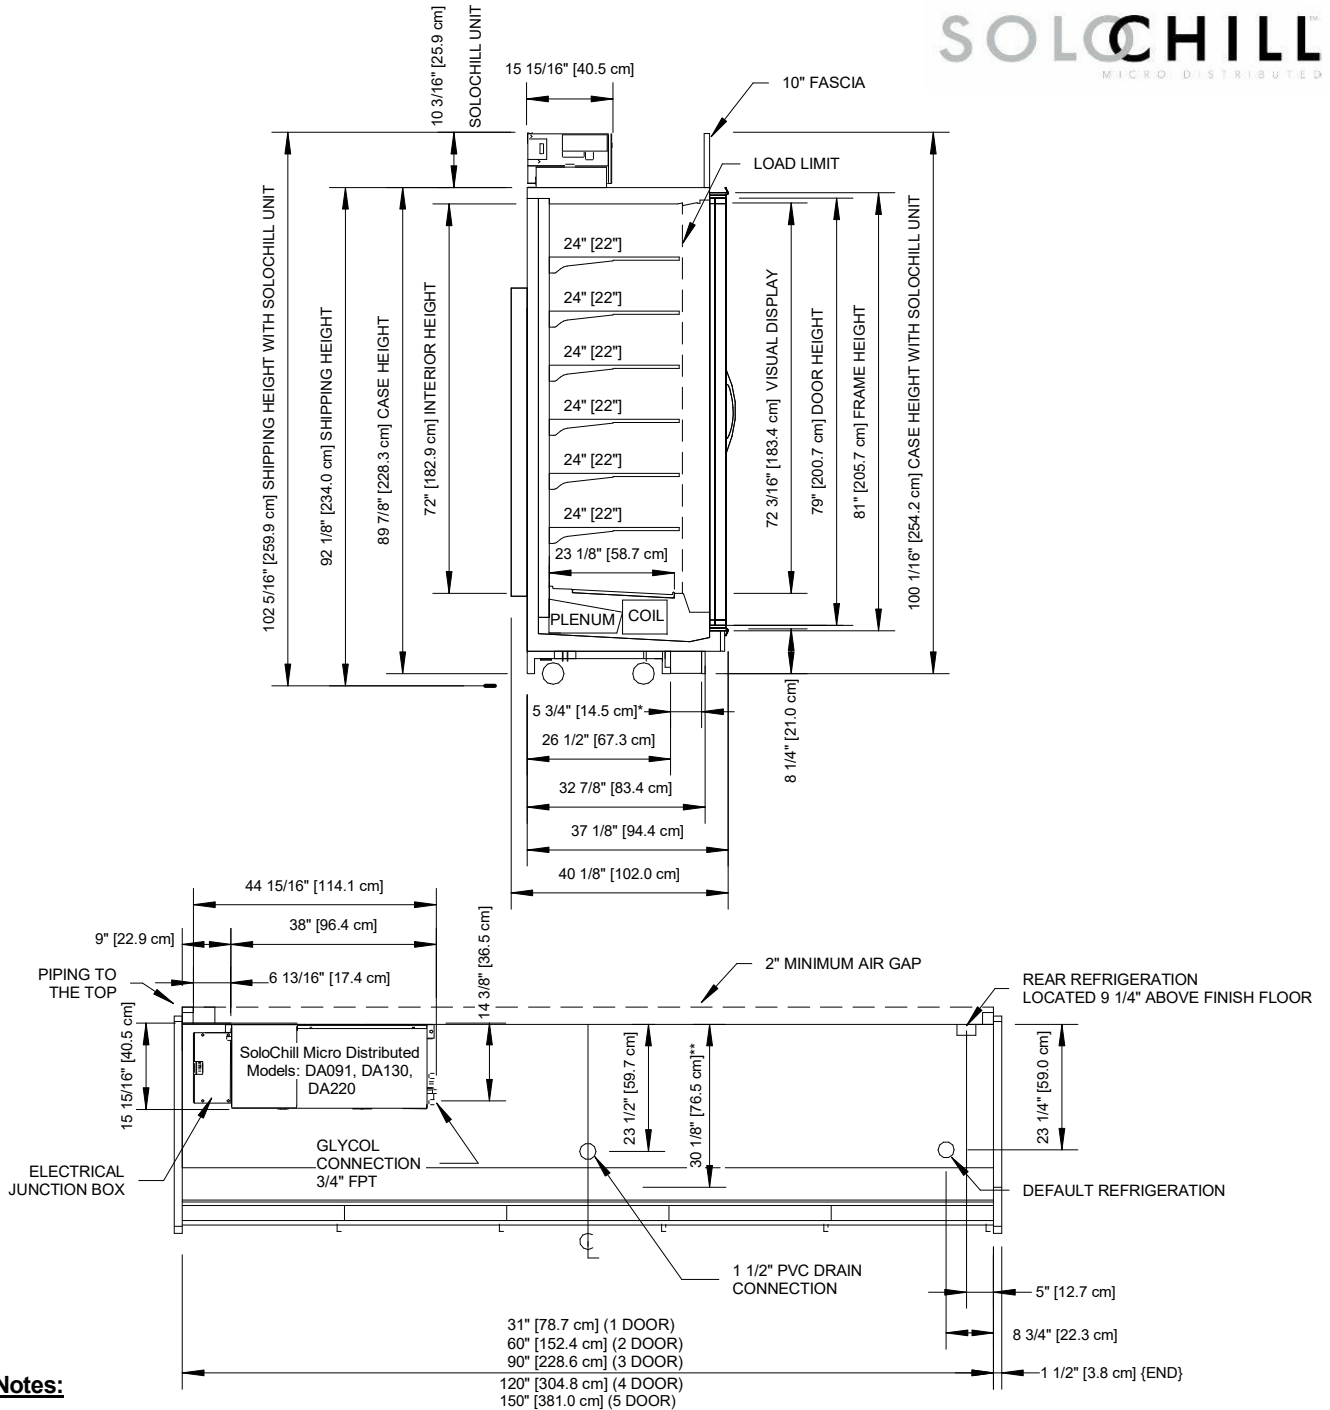 SOLOCHILL™
MICRO DISTRIBUTED
10 3/16" [25.9 cm]
SOLOCHILL UNIT
15 15/16" [40.5 cm]
10" FASCIA
LOAD LIMIT
102 5/16" [259.9 cm] SHIPPING HEIGHT WITH SOLOCHILL UNIT
92 1/8" [234.0 cm] SHIPPING HEIGHT
89 7/8" [228.3 cm] CASE HEIGHT
72" [182.9 cm] INTERIOR HEIGHT
24" [22"]
24" [22"]
24" [22"]
24" [22"]
24" [22"]
24" [22"]
23 1/8" [58.7 cm]
PLENUM
COIL
72 3/16" [183.4 cm] VISUAL DISPLAY
79" [200.7 cm] DOOR HEIGHT
81" [205.7 cm] FRAME HEIGHT
100 1/16" [254.2 cm] CASE HEIGHT WITH SOLOCHILL UNIT
8 1/4" [21.0 cm]
5 3/4" [14.5 cm]*
26 1/2" [67.3 cm]
32 7/8" [83.4 cm]
37 1/8" [94.4 cm]
40 1/8" [102.0 cm]
44 15/16" [114.1 cm]
38" [96.4 cm]
9" [22.9 cm]
6 13/16" [17.4 cm]
14 3/8" [36.5 cm]
2" MINIMUM AIR GAP
PIPING TO
THE TOP
REAR REFRIGERATION
LOCATED 9 1/4" ABOVE FINISH FLOOR
15 15/16" [40.5 cm]
SoloChill Micro Distributed
Models: DA091, DA130,
DA220
23 1/2" [59.7 cm]
30 1/8" [76.5 cm]**
23 1/4" [59.0 cm]
GLYCOL
CONNECTION
3/4" FPT
ELECTRICAL
JUNCTION BOX
DEFAULT REFRIGERATION
1 1/2" PVC DRAIN
CONNECTION
5" [12.7 cm]
8 3/4" [22.3 cm]
1 1/2" [3.8 cm] {END}
31" [78.7 cm] (1 DOOR)
60" [152.4 cm] (2 DOOR)
90" [228.6 cm] (3 DOOR)
120" [304.8 cm] (4 DOOR)
150" [381.0 cm] (5 DOOR)
Notes: